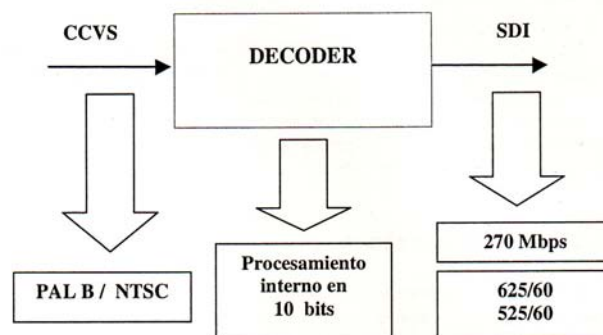 CCVS
DECODER
SDI
PAL B / NTSC
Procesamiento
interno en
10 bits
270 Mbps
625/60
525/60